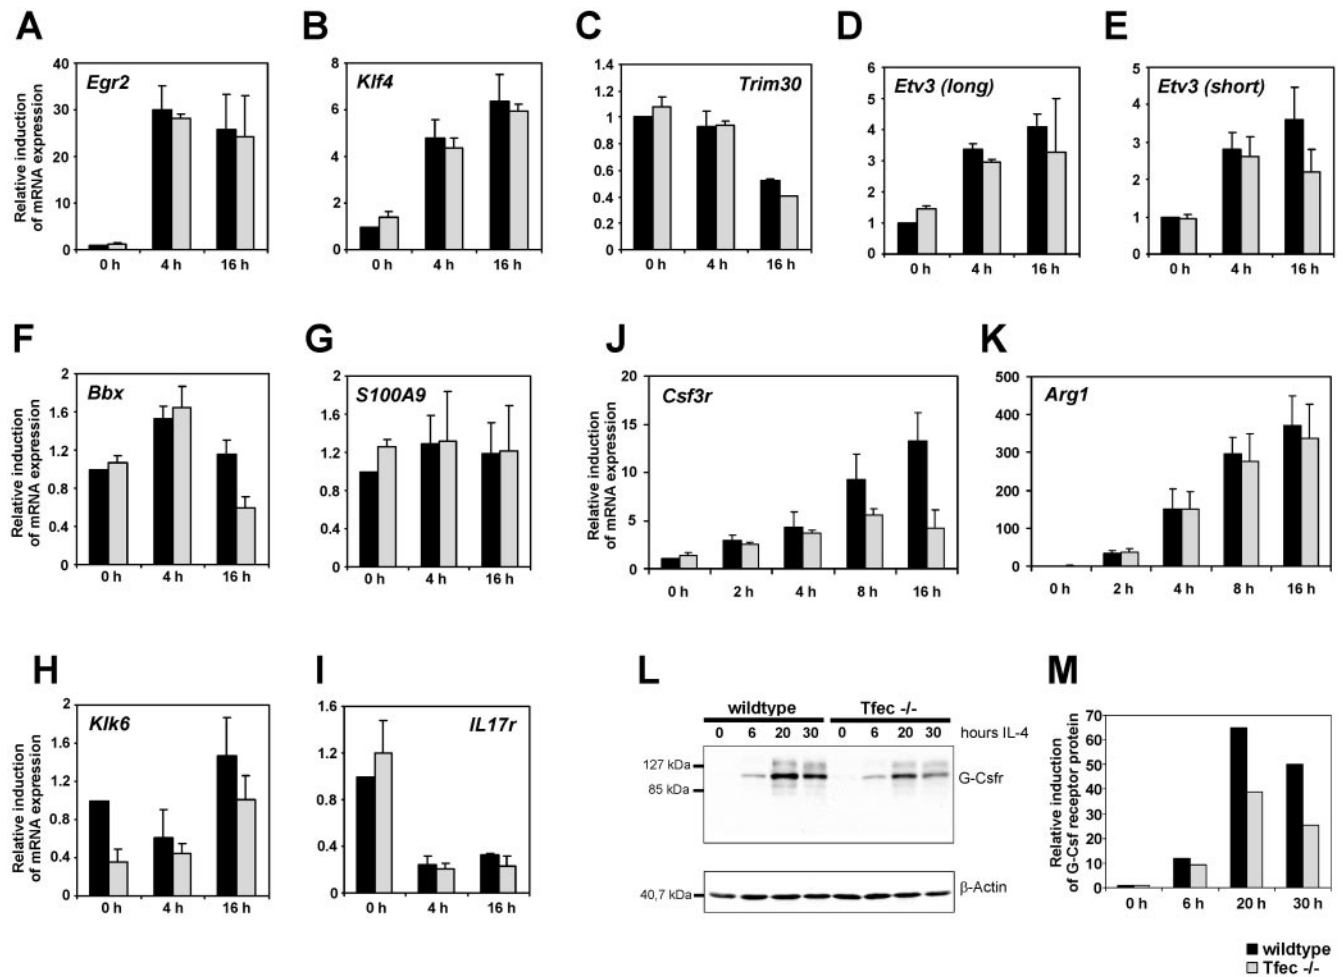 A
B
C
D
E
Relative induction
of mRNA expression
Egr2
40
30
20
10
0
0 h
4 h
16 h
Klf4
8
6
4
2
0
0 h
4 h
16 h
Trim30
1.4
1.2
1
0.8
0.6
0.4
0.2
0
0 h
4 h
16 h
Etv3 (long)
6
5
4
3
2
1
0
0 h
4 h
16 h
Etv3 (short)
5
4
3
2
1
0
0 h
4 h
16 h
F
G
J
K
Relative induction
of mRNA expression
Bbx
2
1.6
1.2
0.8
0.4
0
0 h
4 h
16 h
S100A9
2
1.6
1.2
0.8
0.4
0
0 h
4 h
16 h
Relative induction
of mRNA expression
Csf3r
20
15
10
5
0
0 h
2 h
4 h
8 h
16 h
Arg1
500
400
300
200
100
0
0 h
2 h
4 h
8 h
16 h
H
I
L
M
Relative induction
of mRNA expression
Klk6
2
1.6
1.2
0.8
0.4
0
0 h
4 h
16 h
IL17r
1.6
1.2
0.8
0.4
0
0 h
4 h
16 h
wildtype Tfec -/-
0 6 20 30 0 6 20 30 hours IL-4
127 kDa
85 kDa
G-Csfr
40,7 kDa
β-Actin
Relative induction
of G-Csf receptor protein
70
60
50
40
30
20
10
0
0 h
6 h
20 h
30 h
wildtype
Tfec -/-